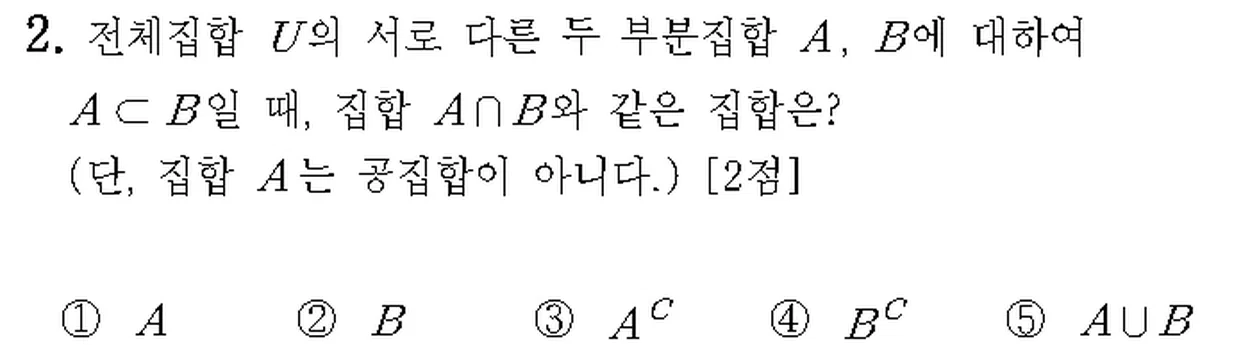 2. 전체집합 U의 서로 다른 두 부분집합 A, B에 대하여
A ⊂ B일 때, 집합 A∩B와 같은 집합은?
(단, 집합 A는 공집합이 아니다.) [2점]
① A ② B ③ A^C ④ B^C ⑤ A∪B